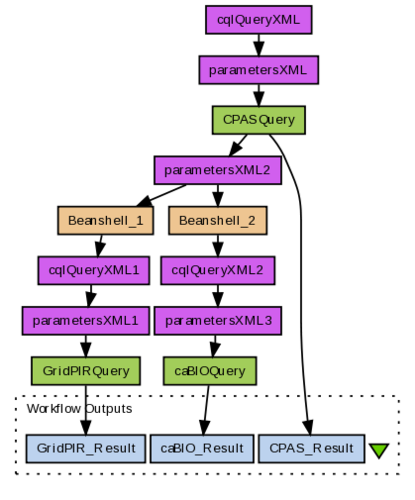 cqlQueryXML
parametersXML
CPASQuery
parametersXML2
Beanshell_1
Beanshell_2
cqlQueryXML1
cqlQueryXML2
parametersXML1
parametersXML3
GridPIRQuery
caBIOQuery
Workflow Outputs
GridPIR_Result
caBIO_Result
CPAS_Result